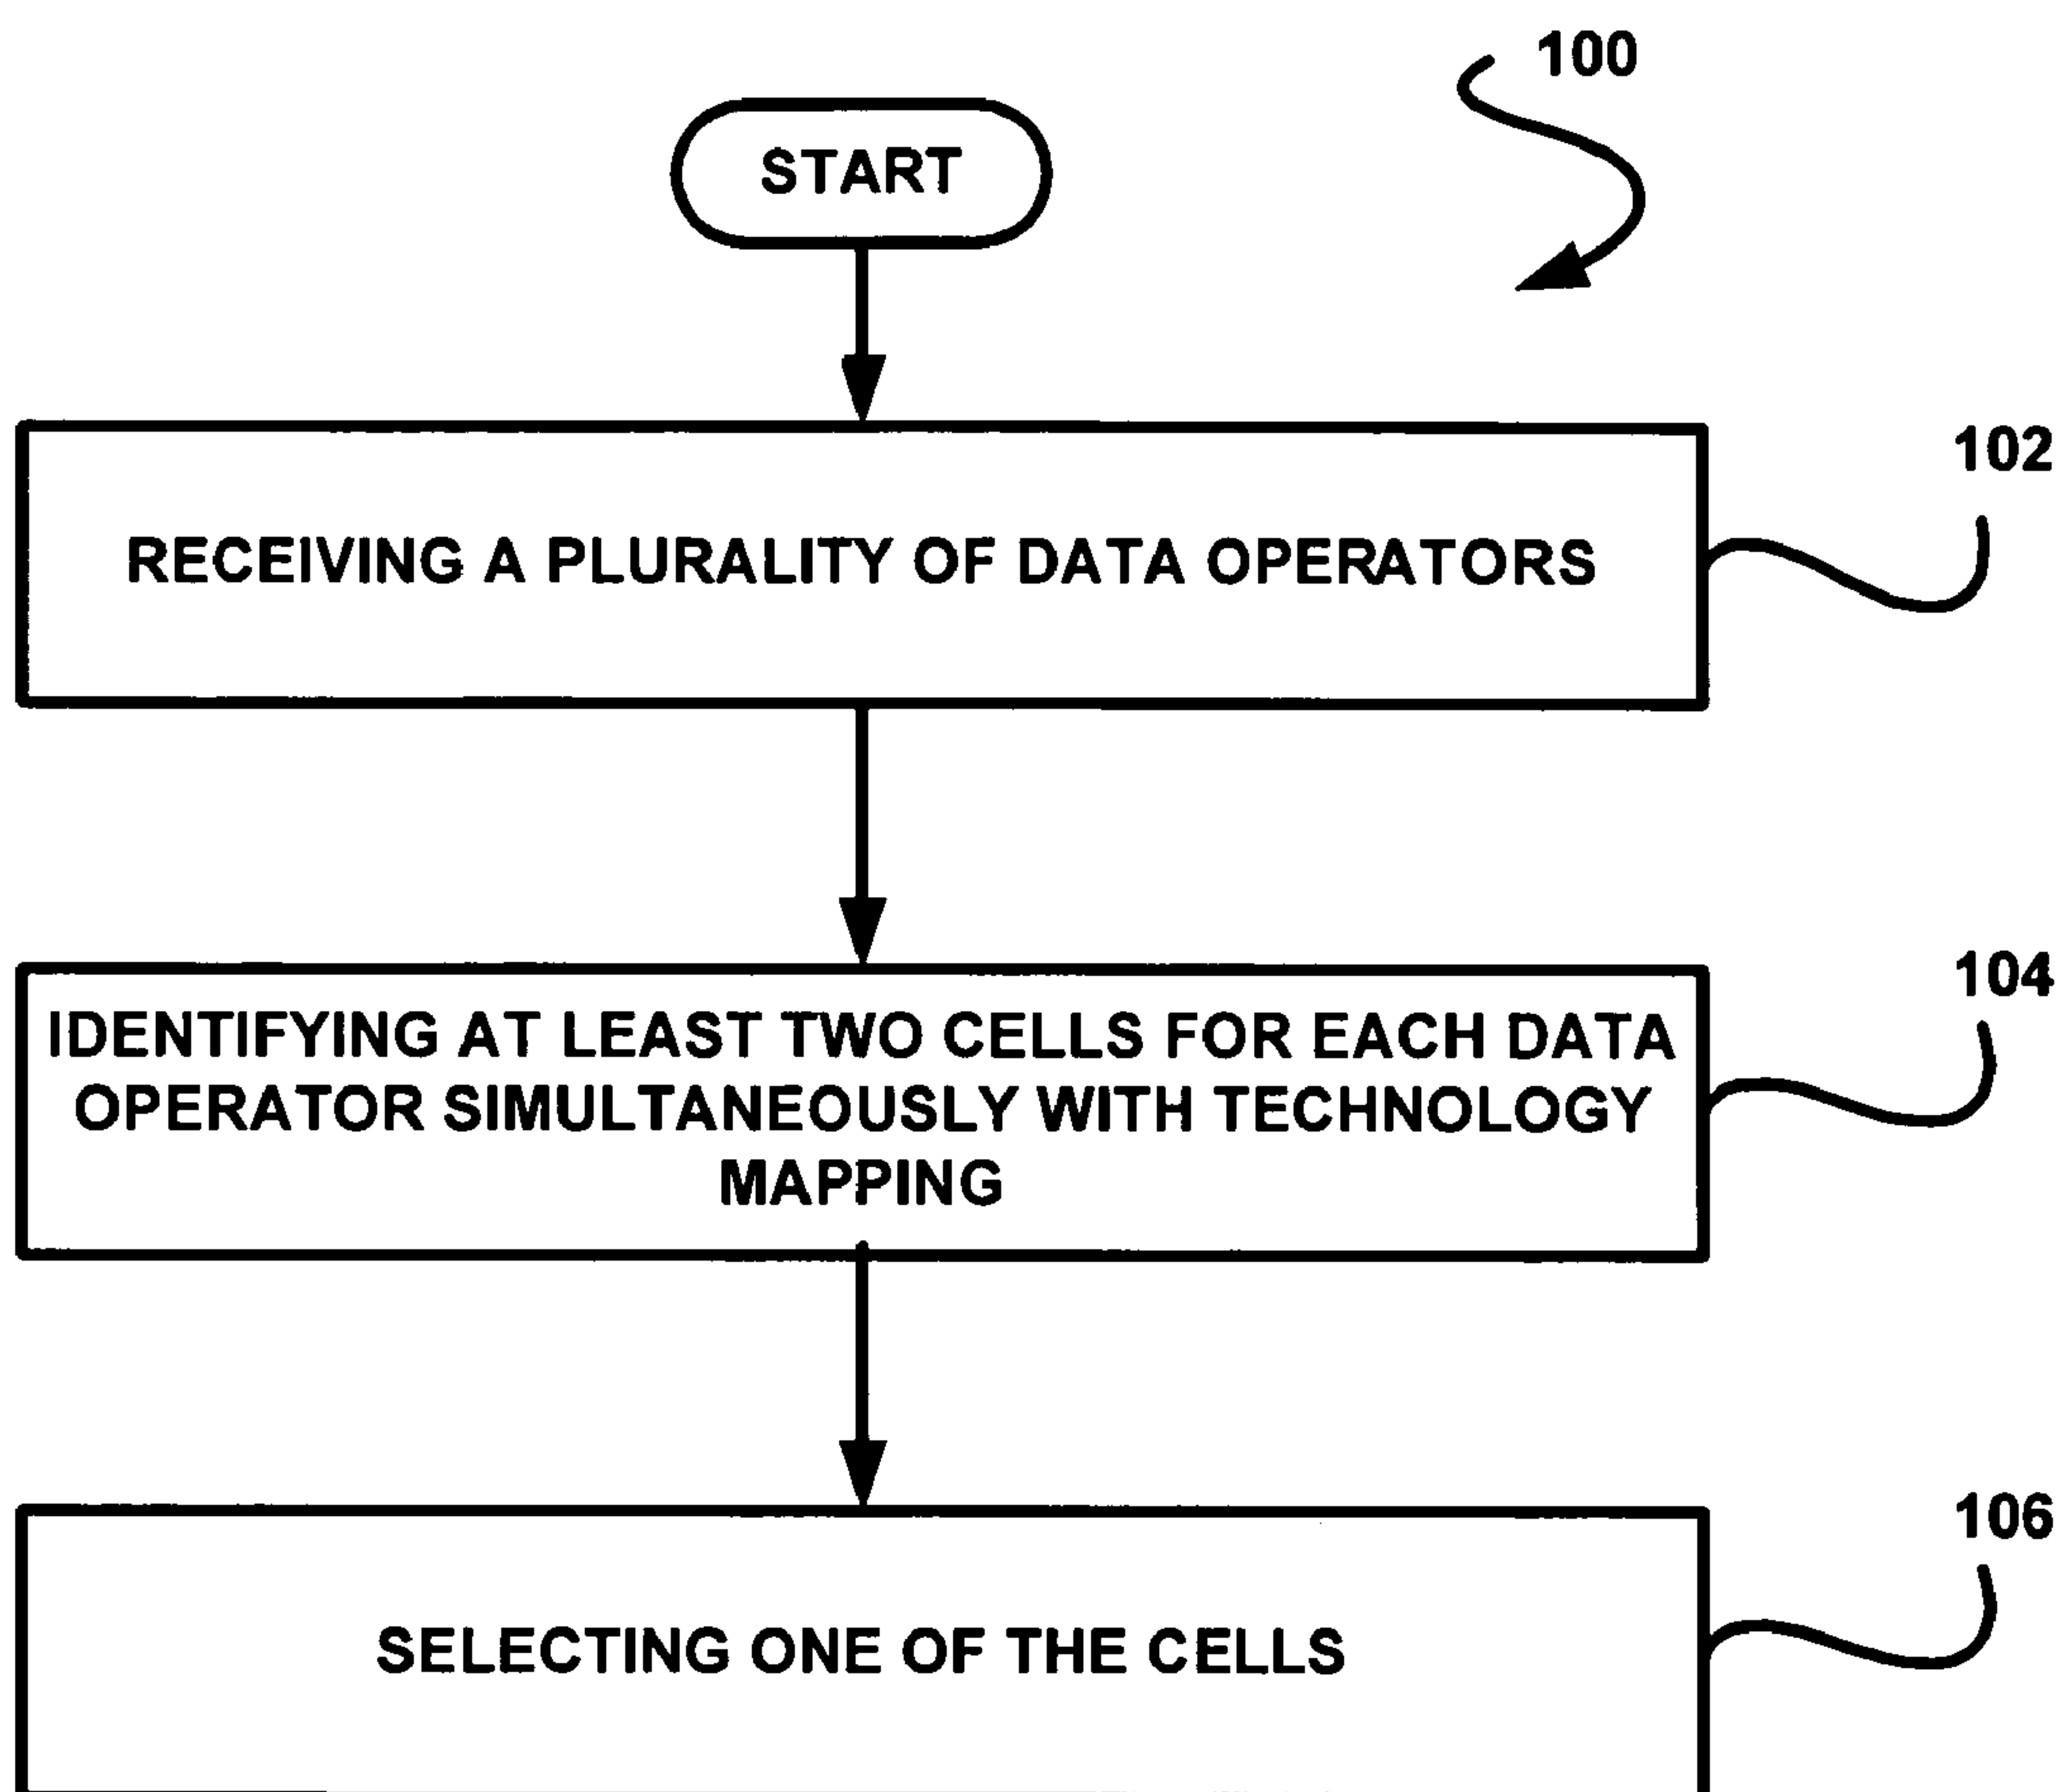 100
START
102
RECEIVING A PLURALITY OF DATA OPERATORS
104
IDENTIFYING AT LEAST TWO CELLS FOR EACH DATA
OPERATOR SIMULTANEOUSLY WITH TECHNOLOGY
MAPPING
106
SELECTING ONE OF THE CELLS